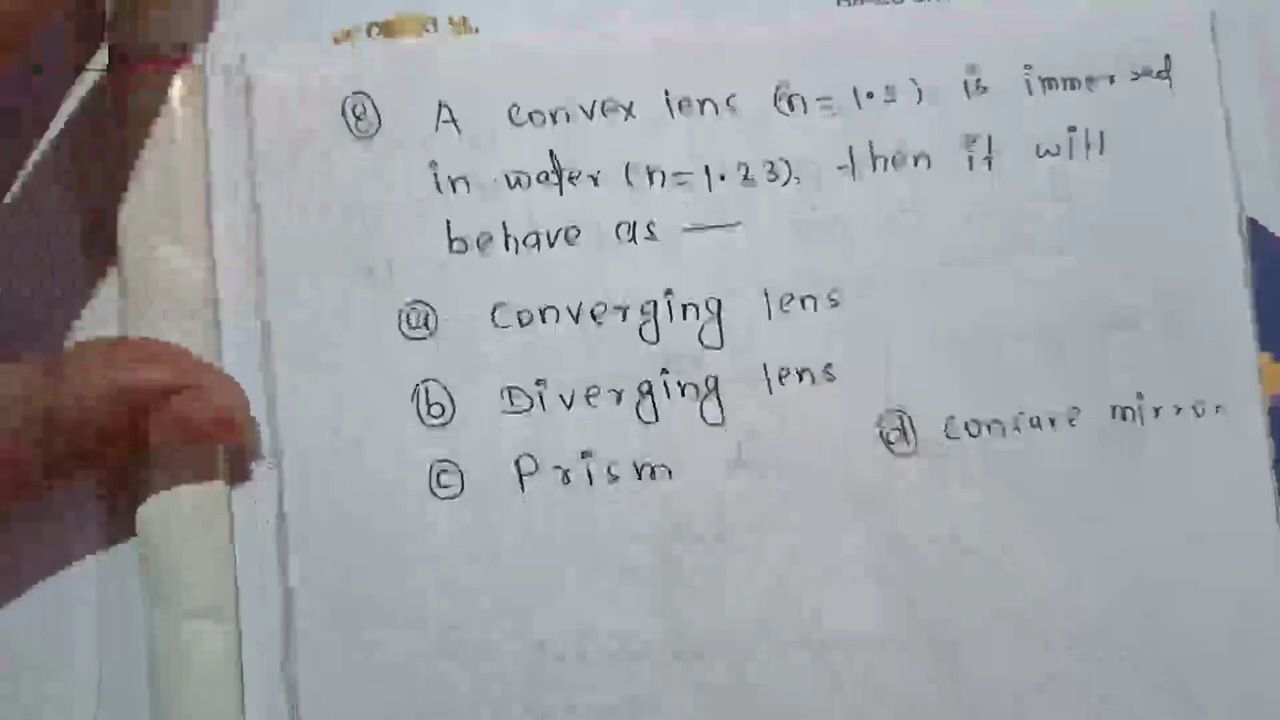 ⑧ A convex lens (n = 1.5) is immersed
in water (n = 1.23), then it will
behave as —
ⓐ Converging lens
ⓑ Diverging lens
ⓒ Prism
ⓓ concave mirror